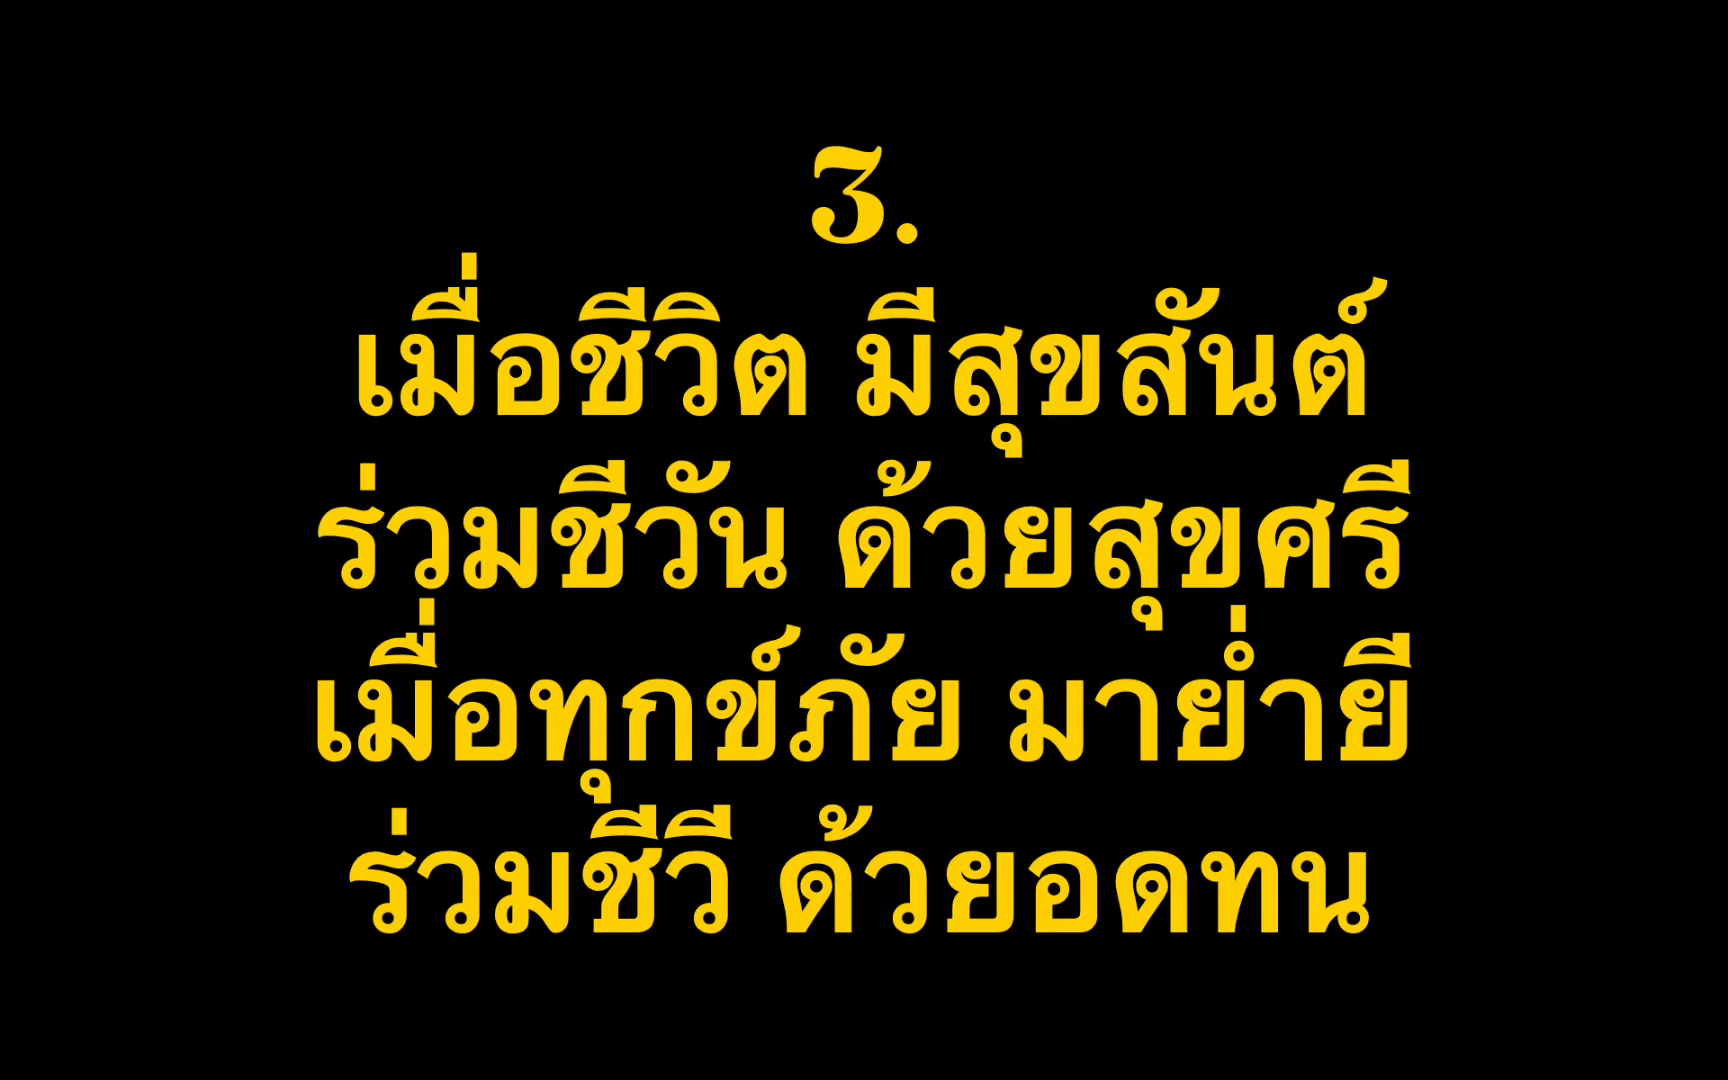 3.
เมื่อชีวิต มีสุขสันต์
ร่วมชีวัน ด้วยสุขศรี
เมื่อทุกข์ภัย มาย่ำยี
ร่วมชีวี ด้วยอดทน